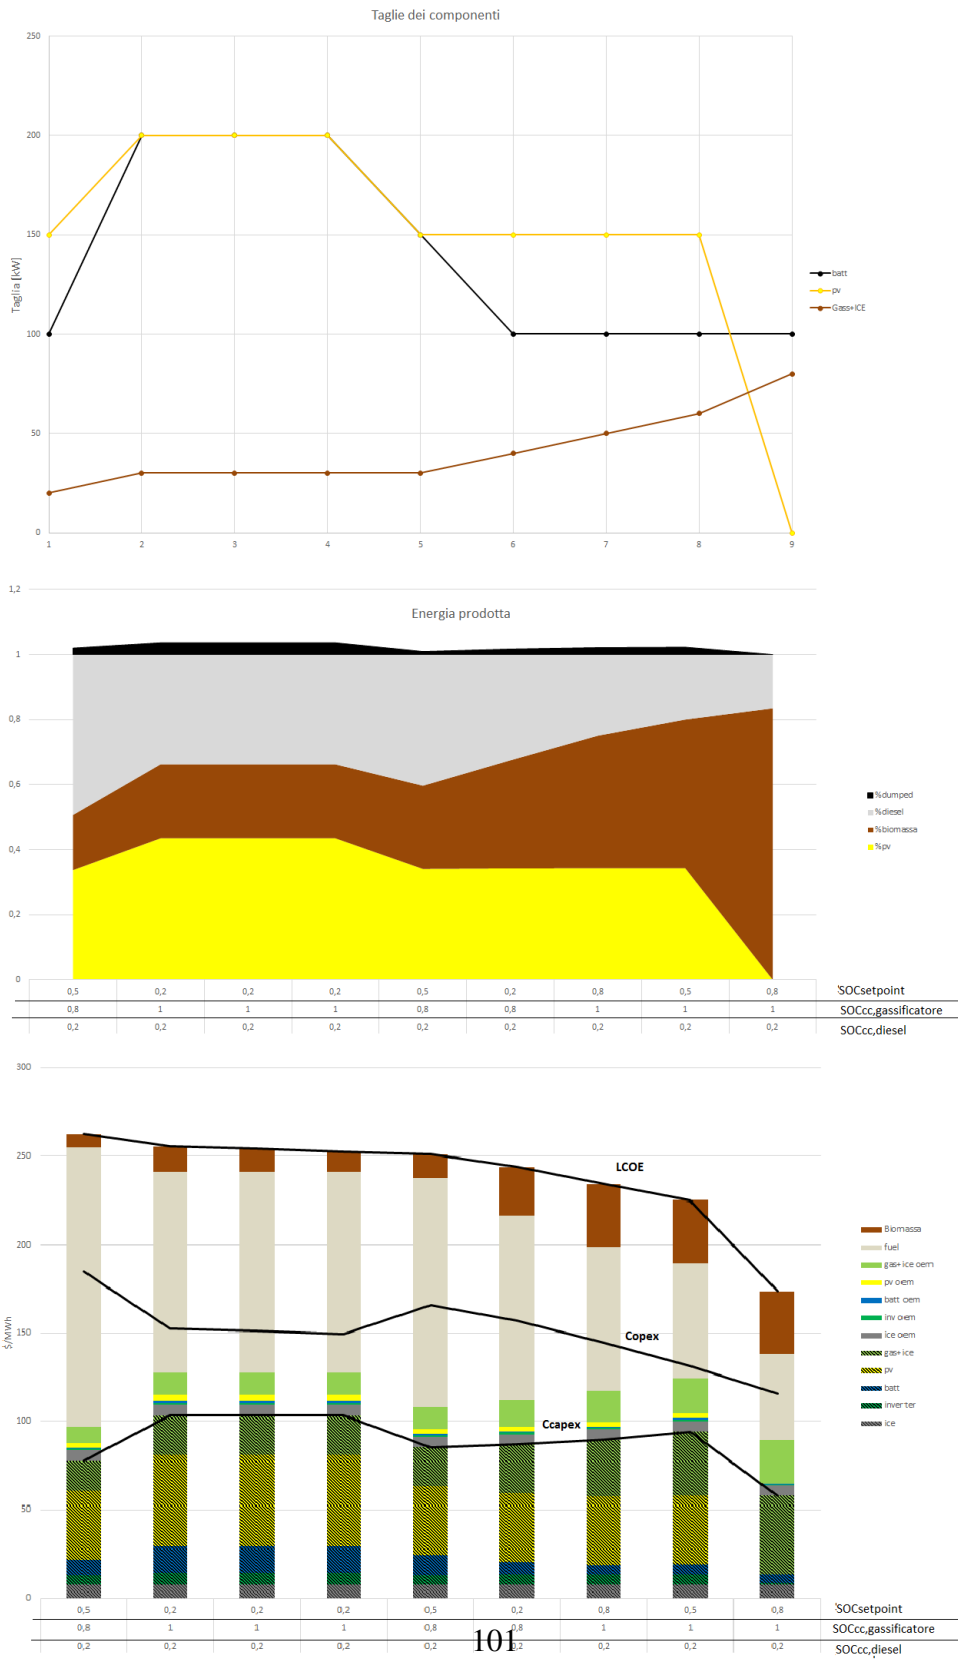 Taglie dei componenti
250
200
150
100
50
0
Taglia [kW]
1 2 3 4 5 6 7 8 9
batt
pv
Gass+ICE
Energia prodotta
1,2
1
0,8
0,6
0,4
0,2
0
%dumped
%diesel
%biomassa
%pv
0,5 0,2 0,2 0,2 0,5 0,2 0,8 0,5 0,8 SOCsetpoint
0,8 1 1 1 0,8 0,8 1 1 1 SOCcc,gassificatore
0,2 0,2 0,2 0,2 0,2 0,2 0,2 0,2 0,2 SOCcc,diesel
300
250
200
150
100
50
0
$/MWh
LCOE
Copex
Ccapex
Biomassa
fuel
gas+ice oem
pv oem
batt oem
inv oem
ice oem
gas+ice
pv
batt
inverter
ice
0,5 0,2 0,2 0,2 0,5 0,2 0,8 0,5 0,8 SOCsetpoint
0,8 1 1 1 0,8 0,8 1 1 1 SOCcc,gassificatore
0,2 0,2 0,2 0,2 0,2 0,2 0,2 0,2 0,2 SOCcc,diesel
101